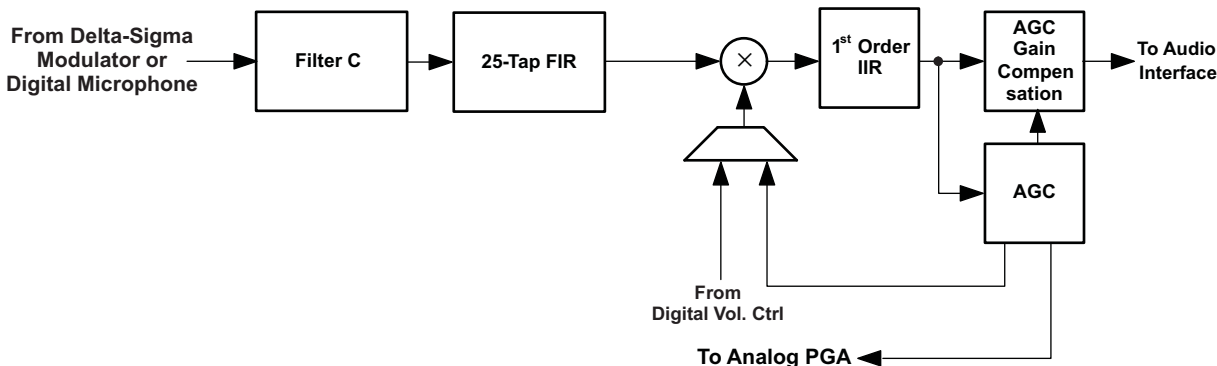 From Delta-Sigma
Modulator or
Digital Microphone
Filter C
25-Tap FIR
×
1st Order
IIR
AGC
Gain
Compen
sation
To Audio
Interface
AGC
From
Digital Vol. Ctrl
To Analog PGA